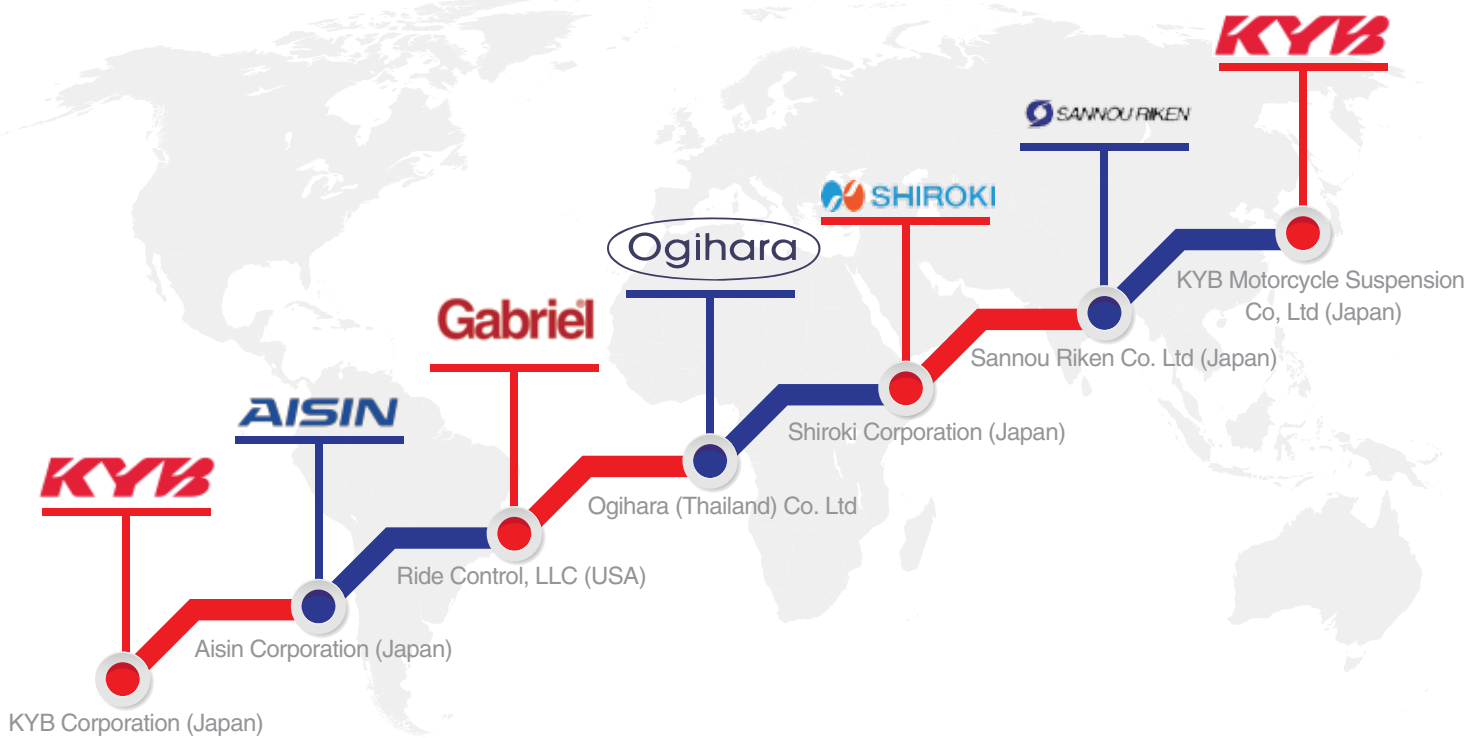 KYB
KYB Corporation (Japan)
AISIN
Aisin Corporation (Japan)
Gabriel
Ride Control, LLC (USA)
Ogihara
Ogihara (Thailand) Co. Ltd
SHIROKI
Shiroki Corporation (Japan)
SANNOU RIKEN
Sannou Riken Co. Ltd (Japan)
KYB
KYB Motorcycle Suspension
Co, Ltd (Japan)